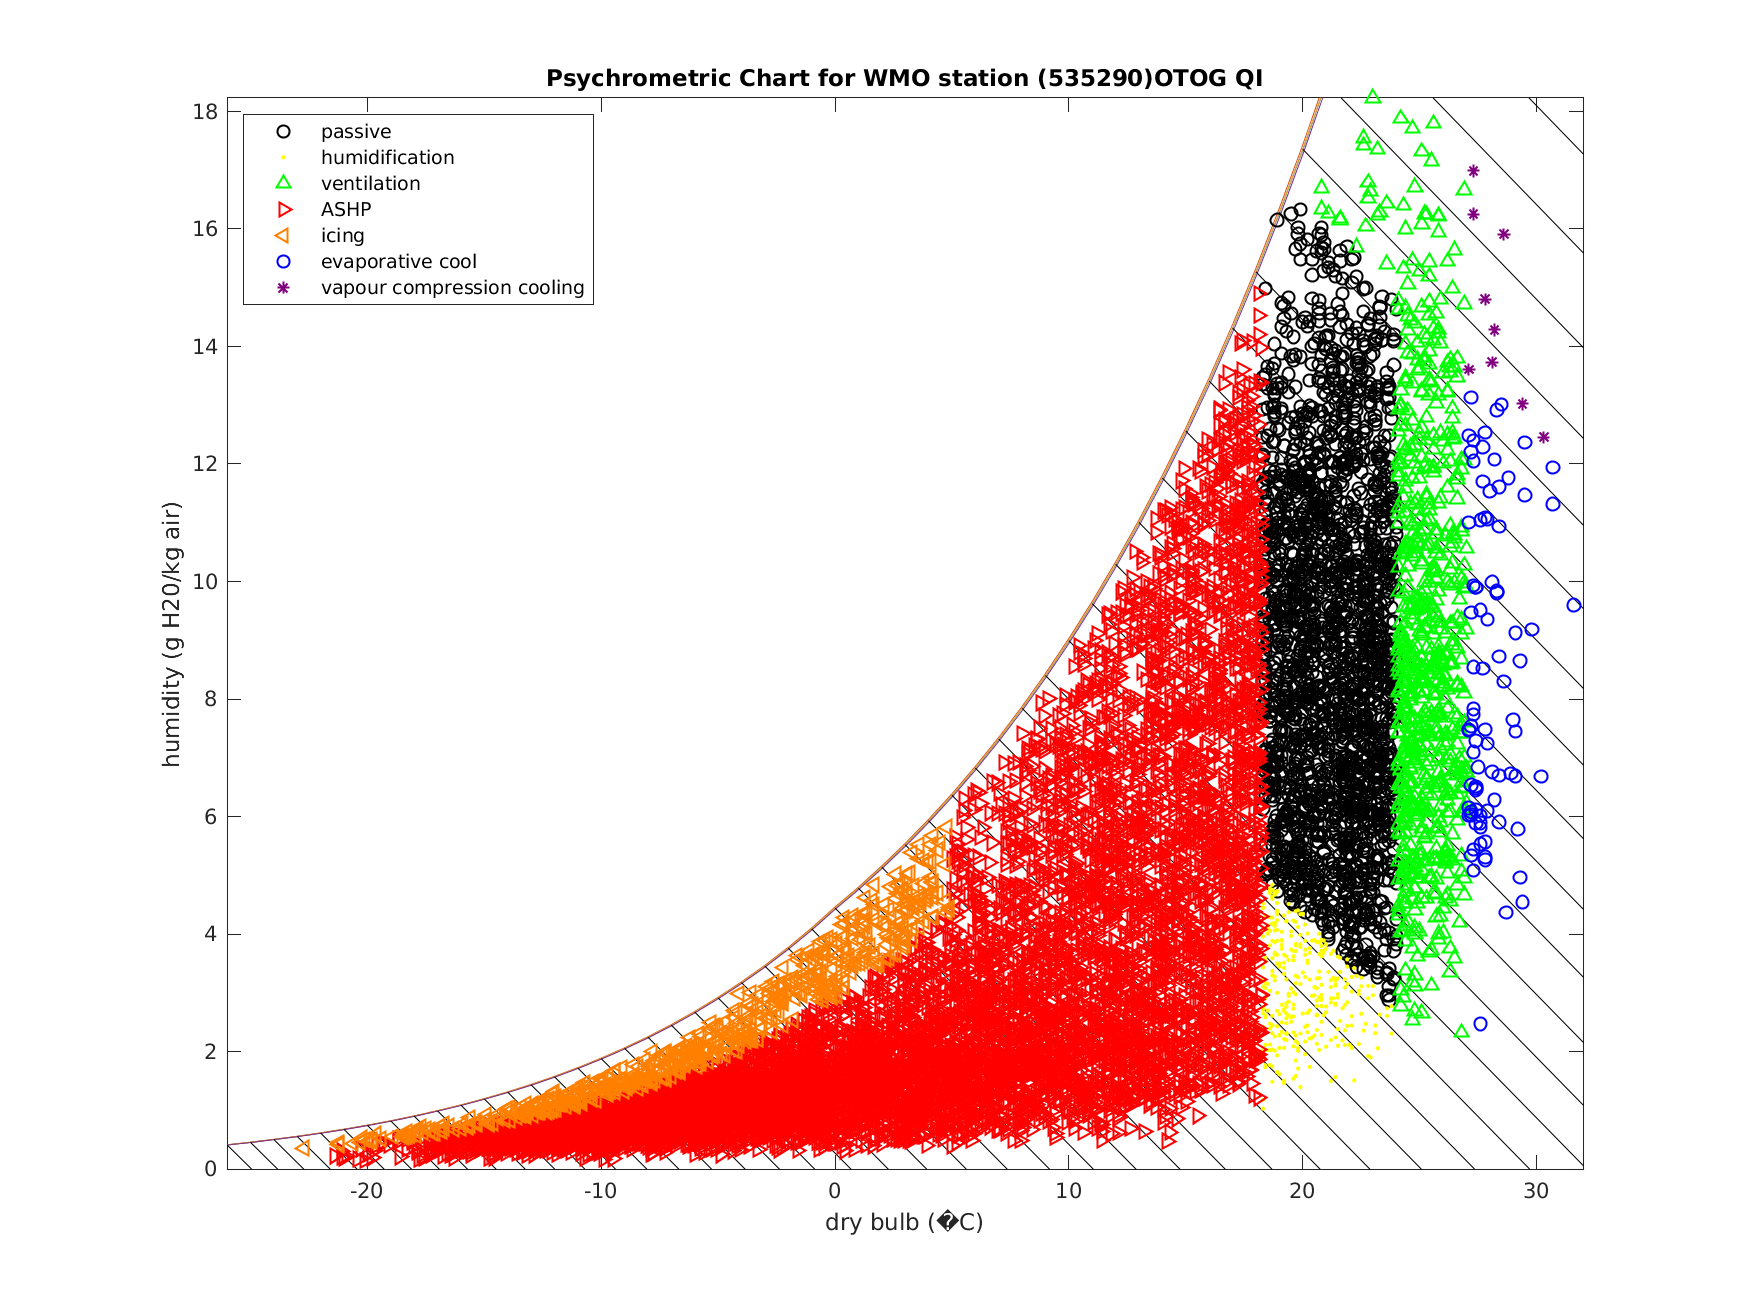 Psychrometric Chart for WMO station (535290)OTOG QI
passive
humidification
ventilation
ASHP
icing
evaporative cool
vapour compression cooling
humidity (g H20/kg air)
18
16
14
12
10
8
6
4
2
0
-20 -10 0 10 20 30
dry bulb (�C)